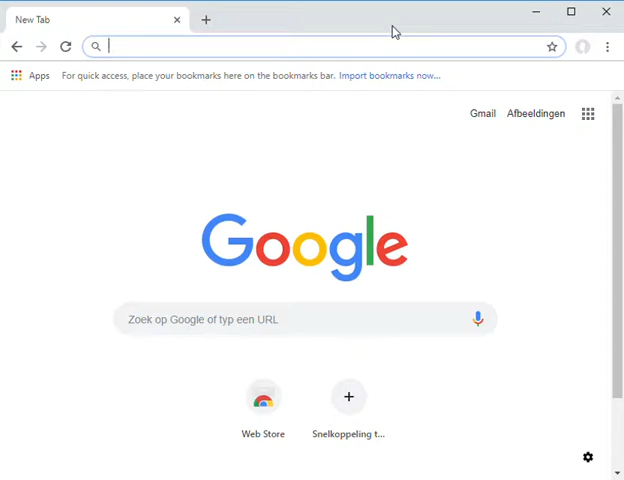 New Tab
Apps For quick access, place your bookmarks here on the bookmarks bar. Import bookmarks now...
Gmail Afbeeldingen
Google
Zoek op Google of typ een URL
Web Store Snelkoppeling t...